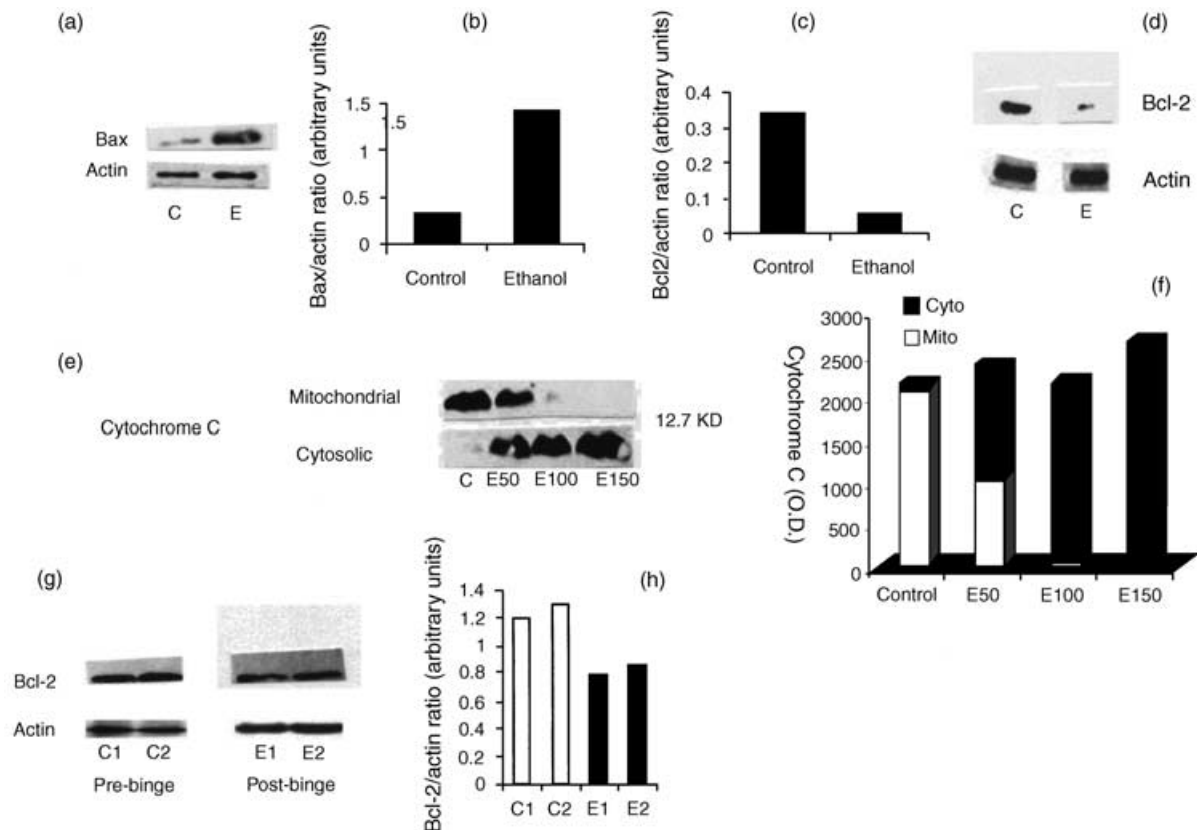 (a)
Bax
Actin
C E
(b)
Bax/actin ratio (arbitrary units)
1.5
.5
1
0.5
0
Control Ethanol
(c)
Bcl2/actin ratio (arbitrary units)
0.4
0.3
0.2
0.1
0
Control Ethanol
(d)
Bcl-2
Actin
C E
(e)
Cytochrome C
Mitochondrial
Cytosolic
12.7 KD
C E50 E100 E150
(f)
Cyto
Mito
Cytochrome C (O.D.)
3000
2500
2000
1500
1000
500
0
Control E50 E100 E150
(g)
Bcl-2
Actin
C1 C2 E1 E2
Pre-binge Post-binge
(h)
Bcl-2/actin ratio (arbitrary units)
1.4
1.2
1
0.8
0.6
0.4
0.2
0
C1 C2 E1 E2